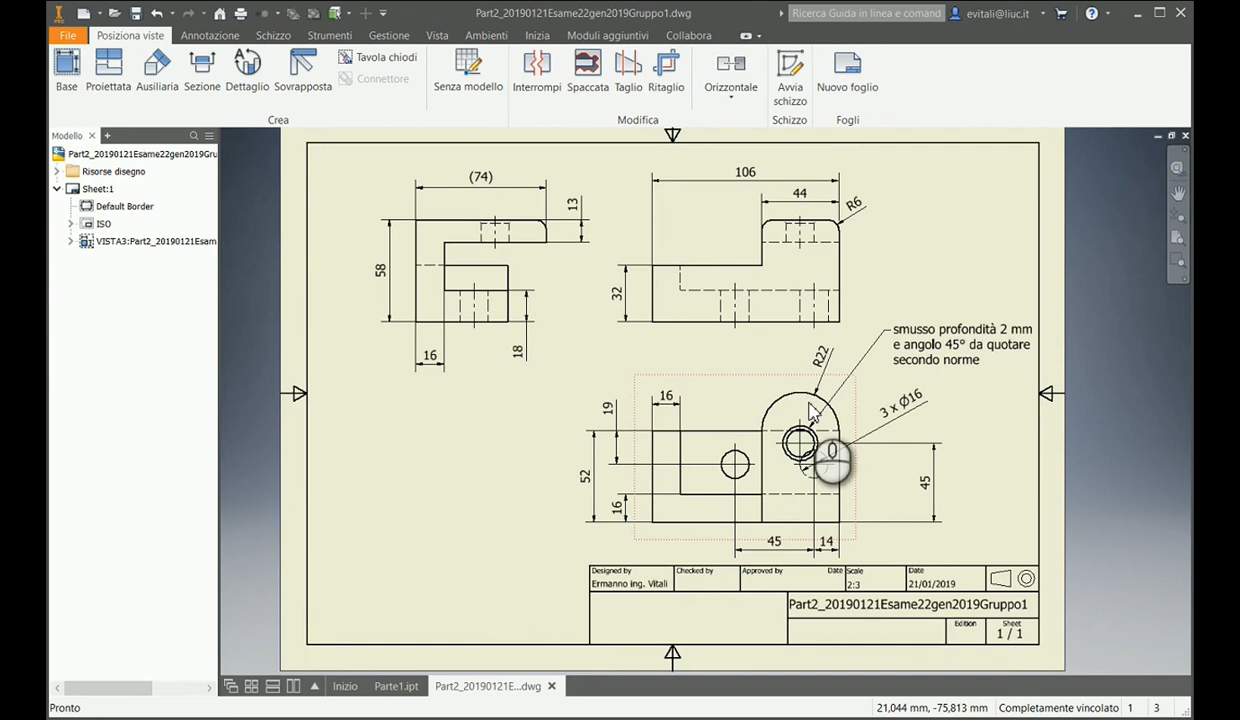 Part2_20190121Esame22gen2019Gruppo1.dwg
Ricerca Guida in linea e comand
evitali@liuc.it
PRO
File
Posiziona viste
Annotazione
Schizzo
Strumenti
Gestione
Vista
Ambienti
Inizia
Moduli aggiuntivi
Collabora
Base
Proiettata
Ausiliaria
Sezione
Dettaglio
Sovrapposta
Tavola chiodi
Connettore
Senza modello
Interrompi
Spaccata
Taglio
Ritaglio
Orizzontale
Avvia
schizzo
Nuovo foglio
Crea
Modifica
Schizzo
Fogli
Modello
Part2_20190121Esame22gen2019Gru
Risorse disegno
Sheet:1
Default Border
ISO
VISTA3:Part2_20190121Esam
(74)
13
58
16
18
106
44
R6
32
smusso profondità 2 mm
e angolo 45° da quotare
secondo norme
R22
3 x Ø16
16
19
52
16
45
45
14
Designed by
Ermanno ing. Vitali
Checked by
Approved by
Date
Scale
2:3
Date
21/01/2019
Part2_20190121Esame22gen2019Gruppo1
Edition
Sheet
1 / 1
Inizio
Parte1.ipt
Part2_20190121E...dwg
Pronto
21,044 mm, -75,813 mm
Completamente vincolato
1
3